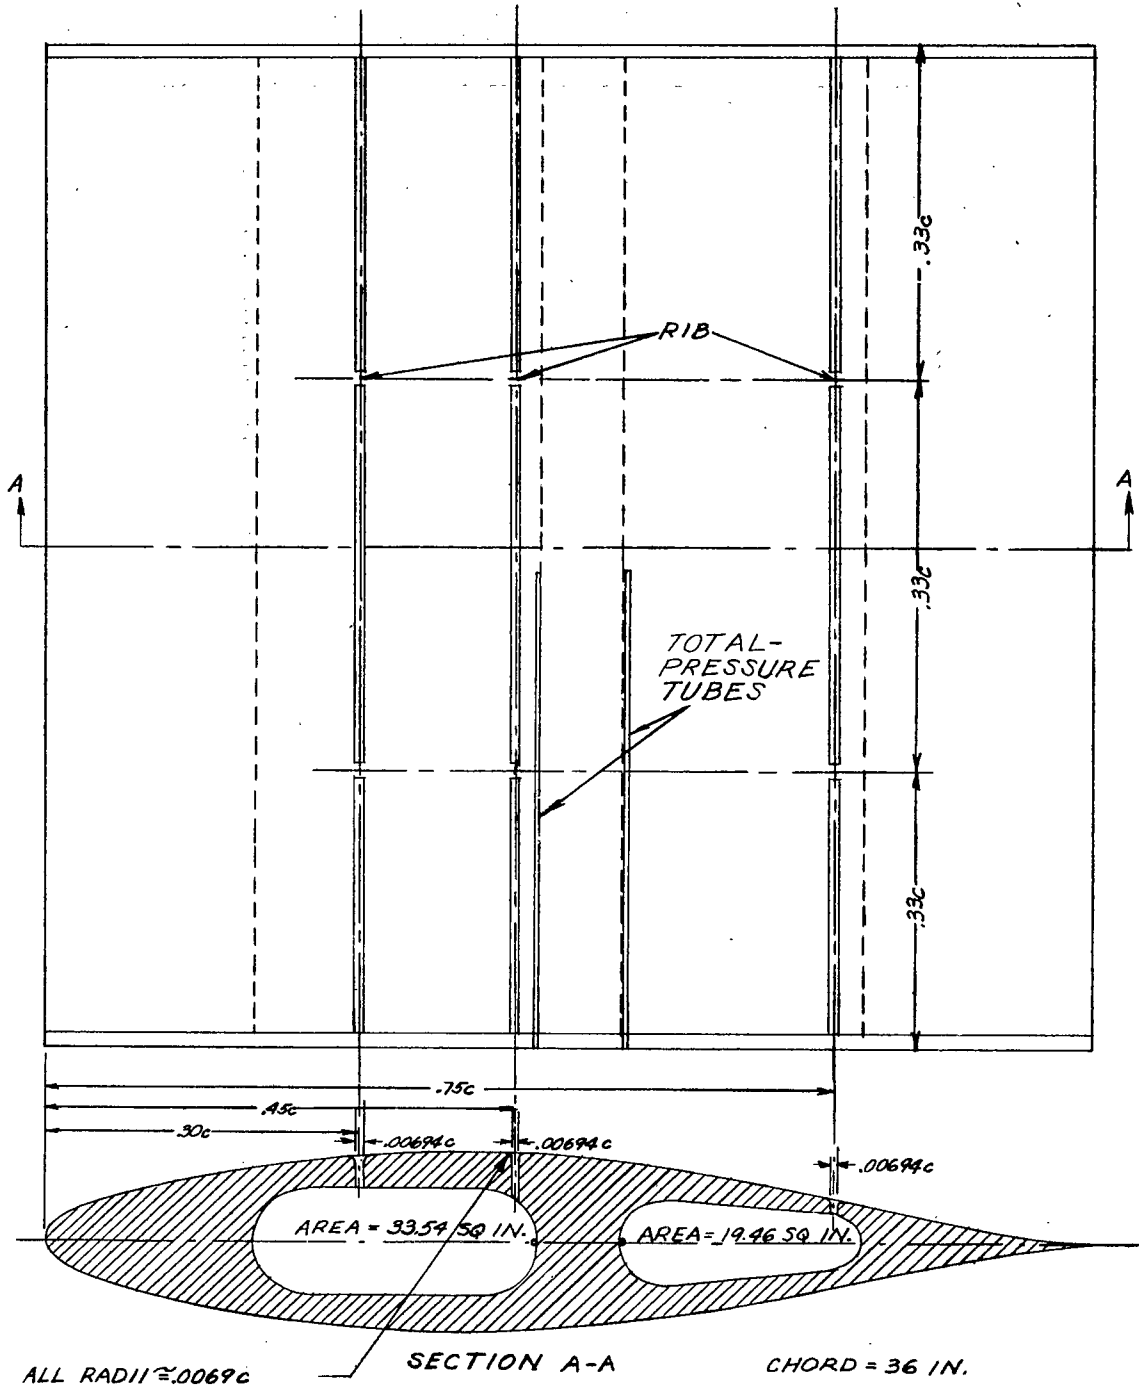 .33c
RIB
A
A
.33c
TOTAL-
PRESSURE
TUBES
.33c
.75c
.45c
.30c
.00694c
.00694c
.00694c
AREA = 33.54 SQ IN.
AREA = 19.46 SQ IN.
ALL RADII ≅ .0069c
SECTION A-A
CHORD = 36 IN.